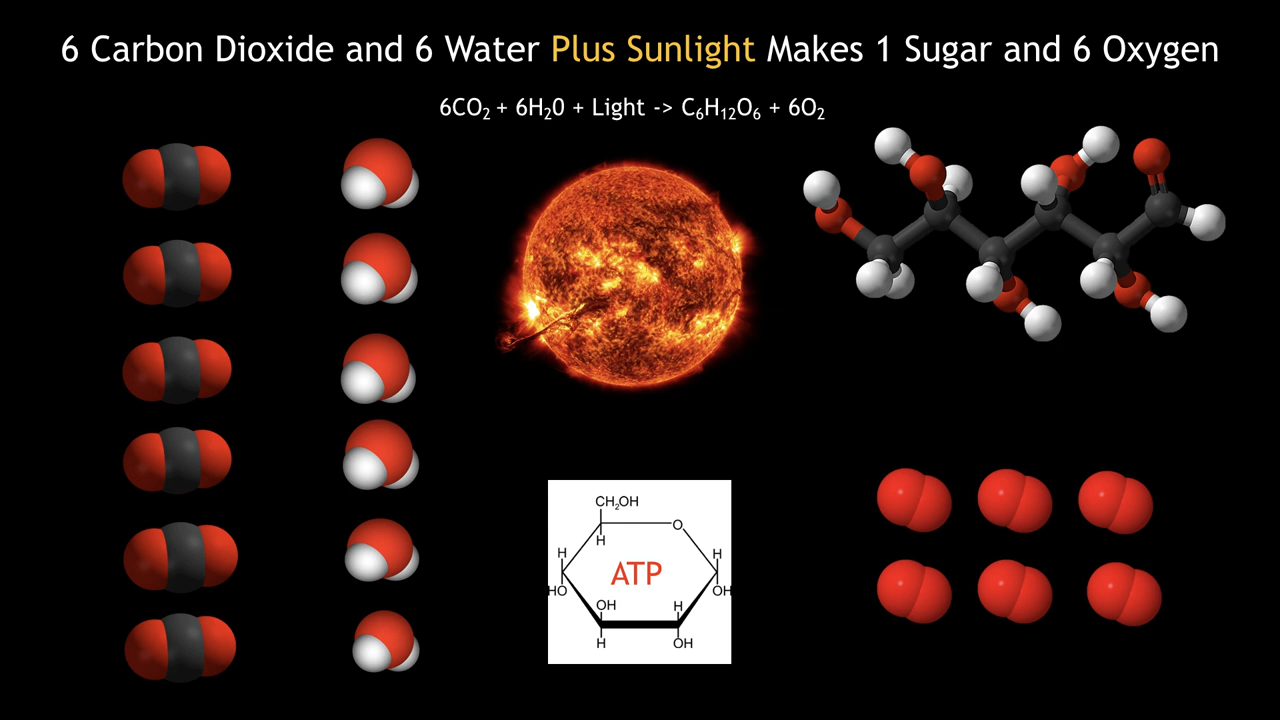 6 Carbon Dioxide and 6 Water Plus Sunlight Makes 1 Sugar and 6 Oxygen
6CO₂ + 6H₂0 + Light -> C₆H₁₂O₆ + 6O₂
CH₂OH
O
H
H
H
ATP
HO
OH
OH
H
H
OH